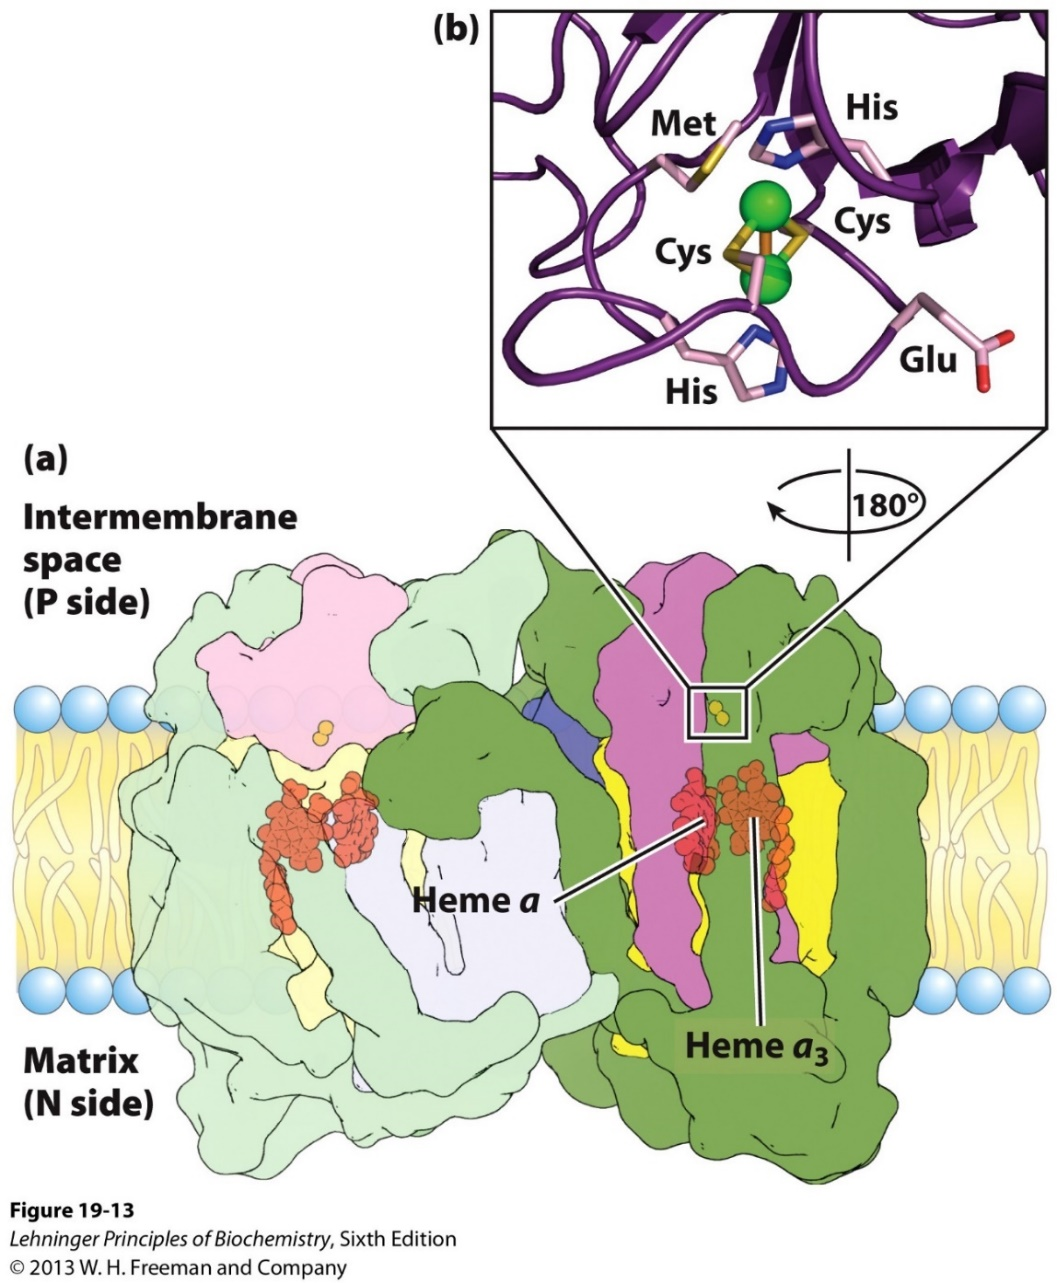 (b)
Met
His
Cys
Cys
Glu
His
(a)
180°
Intermembrane
space
(P side)
Heme a
Heme a₃
Matrix
(N side)
Figure 19-13
Lehninger Principles of Biochemistry, Sixth Edition
© 2013 W. H. Freeman and Company